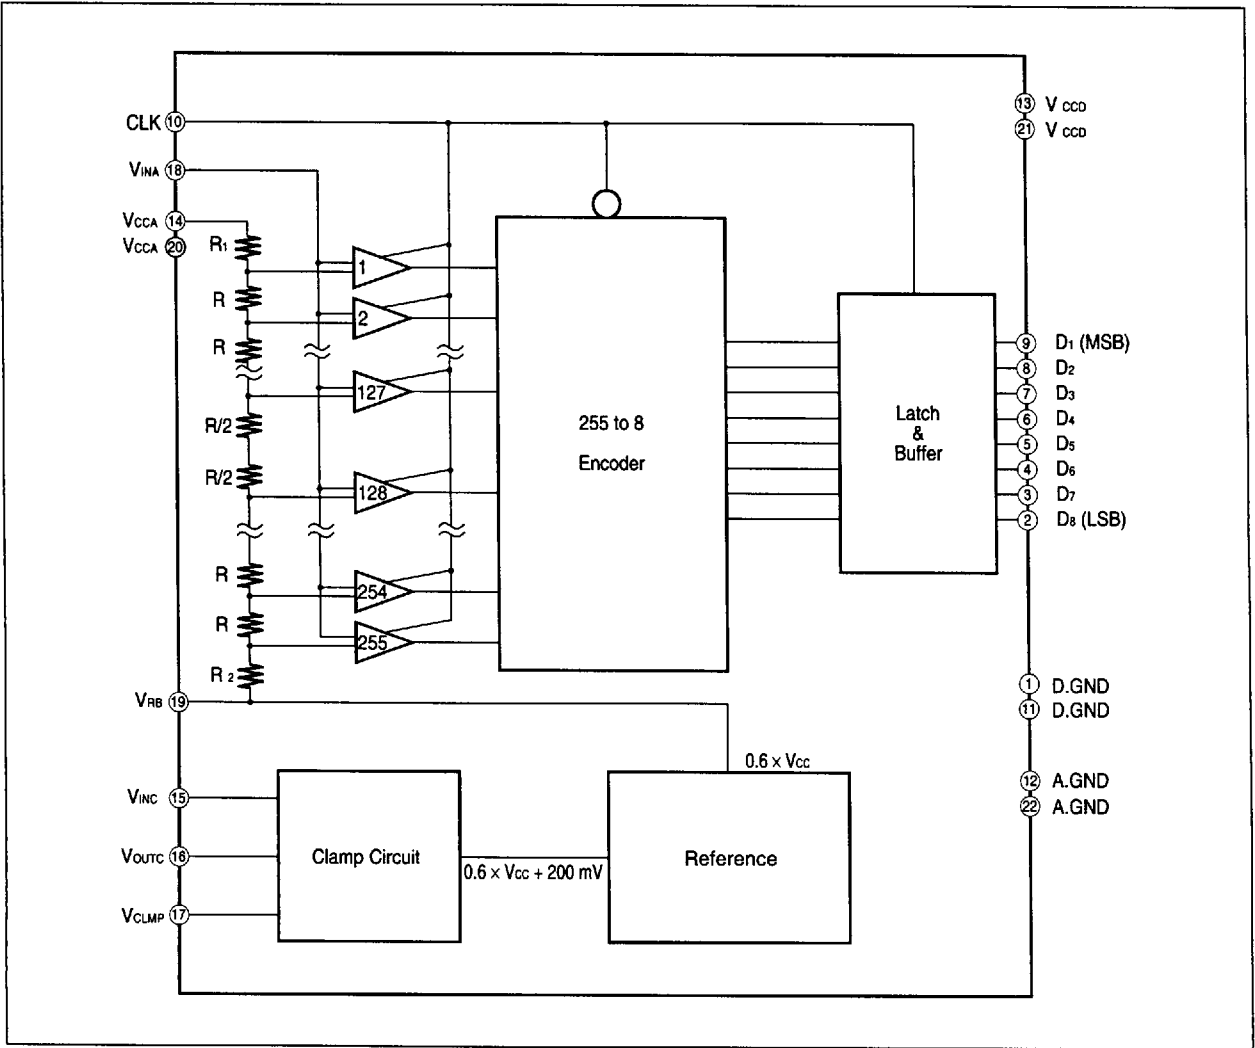 CLK 10
VINA 18
VCCA 14
VCCA 20
R1
R
R
R/2
R/2
R
R
R2
VRB 19
VINC 15
VOUTC 16
VCLMP 17
1
2
127
128
254
255
255 to 8
Encoder
Latch
&
Buffer
13 VCCD
21 VCCD
9 D1 (MSB)
8 D2
7 D3
6 D4
5 D5
4 D6
3 D7
2 D8 (LSB)
1 D.GND
11 D.GND
12 A.GND
22 A.GND
0.6 × VCC
Clamp Circuit
0.6 × VCC + 200 mV
Reference